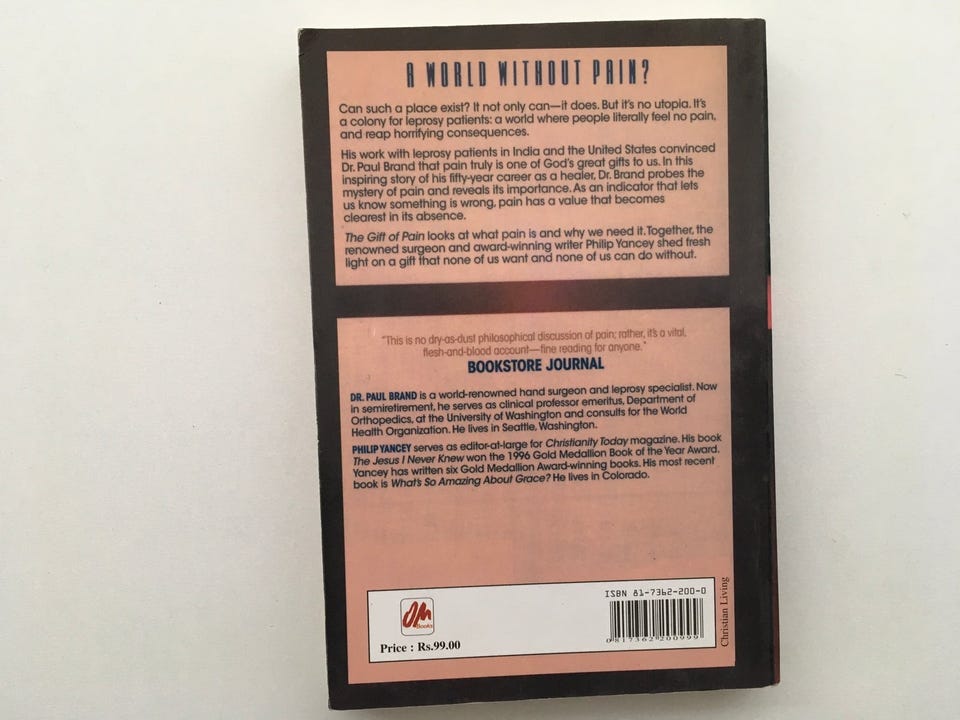 A WORLD WITHOUT PAIN?
Can such a place exist? It not only can—it does. But it's no utopia. It's
a colony for leprosy patients: a world where people literally feel no pain,
and reap horrifying consequences.
His work with leprosy patients in India and the United States convinced
Dr. Paul Brand that pain truly is one of God's great gifts to us. In this
inspiring story of his fifty-year career as a healer, Dr. Brand probes the
mystery of pain and reveals its importance. As an indicator that lets
us know something is wrong, pain has a value that becomes
clearest in its absence.
The Gift of Pain looks at what pain is and why we need it. Together, the
renowned surgeon and award-winning writer Philip Yancey shed fresh
light on a gift that none of us want and none of us can do without.
"This is no dry-as-dust philosophical discussion of pain; rather, it's a vital,
flesh-and-blood account—fine reading for anyone."
BOOKSTORE JOURNAL
DR. PAUL BRAND is a world-renowned hand surgeon and leprosy specialist. Now
in semiretirement, he serves as clinical professor emeritus, Department of
Orthopedics, at the University of Washington and consults for the World
Health Organization. He lives in Seattle, Washington.
PHILIP YANCEY serves as editor-at-large for Christianity Today magazine. His book
The Jesus I Never Knew won the 1996 Gold Medallion Book of the Year Award.
Yancey has written six Gold Medallion Award-winning books. His most recent
book is What's So Amazing About Grace? He lives in Colorado.
OM
Books
Price : Rs.99.00
ISBN 81-7362-200-0
0 817362 200999
Christian Living